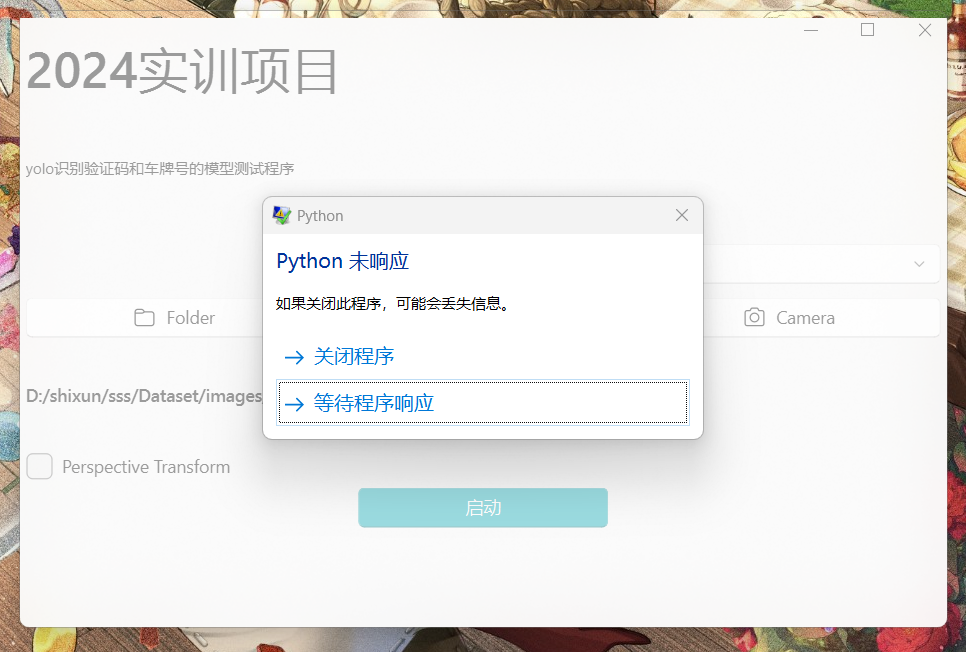 2024实训项目
yolo识别验证码和车牌号的模型测试程序
Python
Python 未响应
如果关闭此程序，可能会丢失信息。
Folder
Camera
关闭程序
D:/shixun/sss/Dataset/images
等待程序响应
Perspective Transform
启动